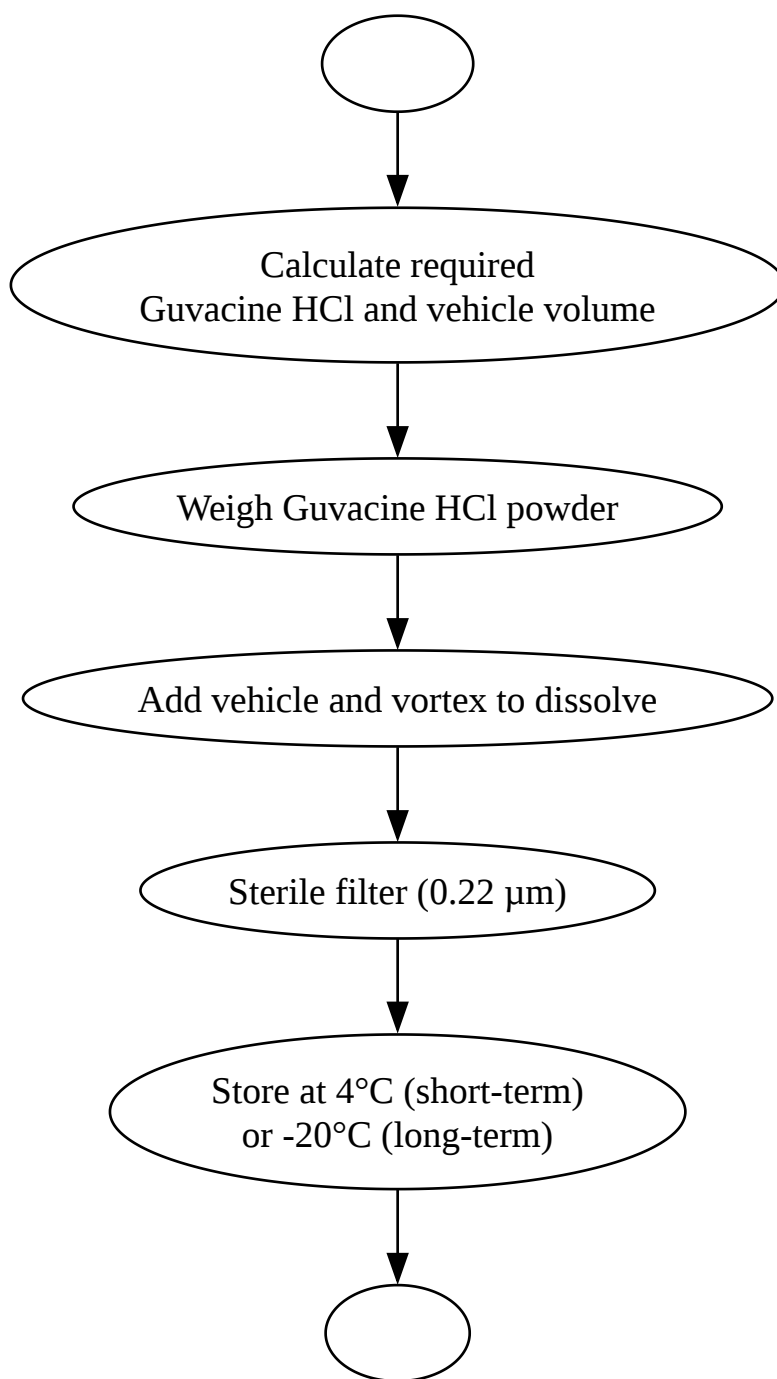 Calculate required
Guvacine HCl and vehicle volume
Weigh Guvacine HCl powder
Add vehicle and vortex to dissolve
Sterile filter (0.22 µm)
Store at 4°C (short-term)
or -20°C (long-term)